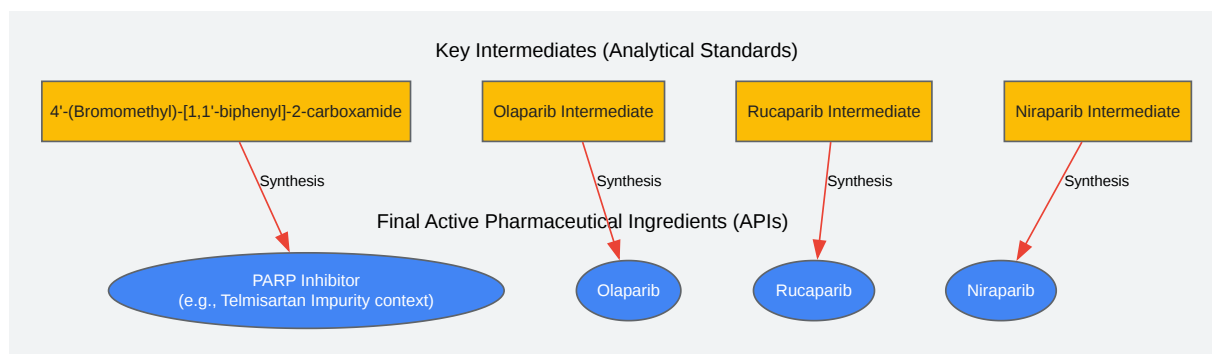 Key Intermediates (Analytical Standards)
4'-(Bromomethyl)-[1,1'-biphenyl]-2-carboxamide
Olaparib Intermediate
Rucaparib Intermediate
Niraparib Intermediate
Synthesis
Synthesis
Synthesis
Synthesis
Final Active Pharmaceutical Ingredients (APIs)
PARP Inhibitor
(e.g., Telmisartan Impurity context)
Olaparib
Rucaparib
Niraparib